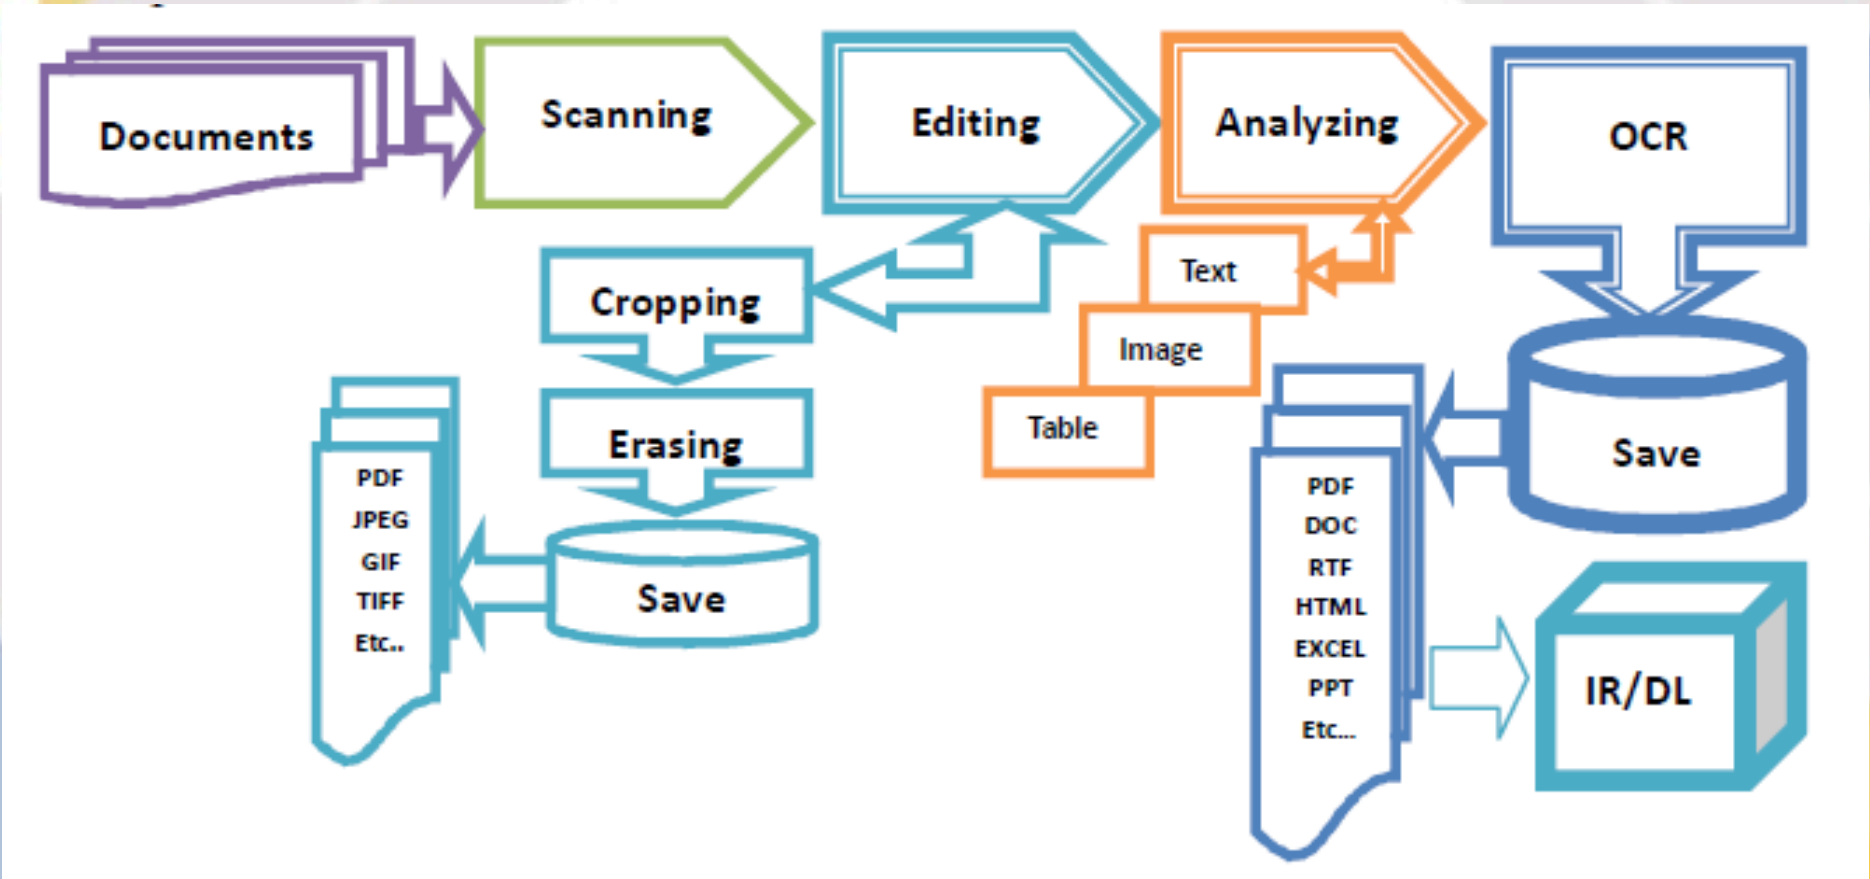 Documents
Scanning
Editing
Analyzing
OCR
Cropping
Erasing
Save
PDF
JPEG
GIF
TIFF
Etc..
Text
Image
Table
Save
PDF
DOC
RTF
HTML
EXCEL
PPT
Etc...
IR/DL